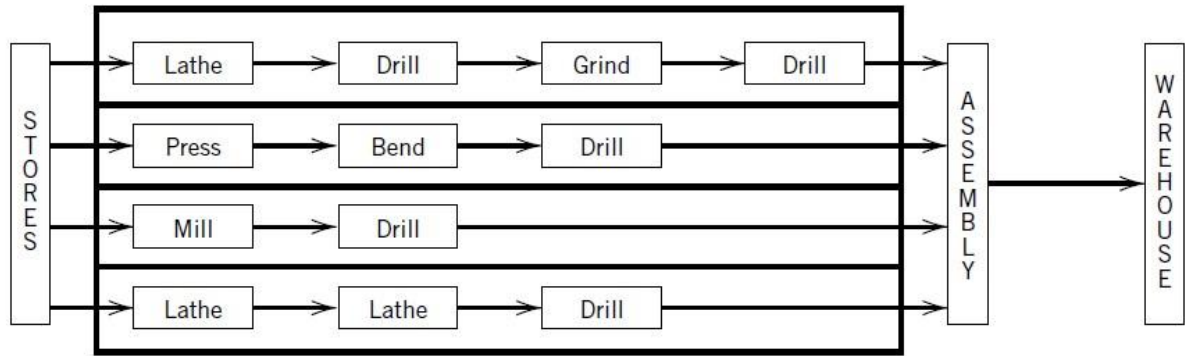 STORES
Lathe Drill Grind Drill
Press Bend Drill
Mill Drill
Lathe Lathe Drill
ASSEMBLY
WAREHOUSE